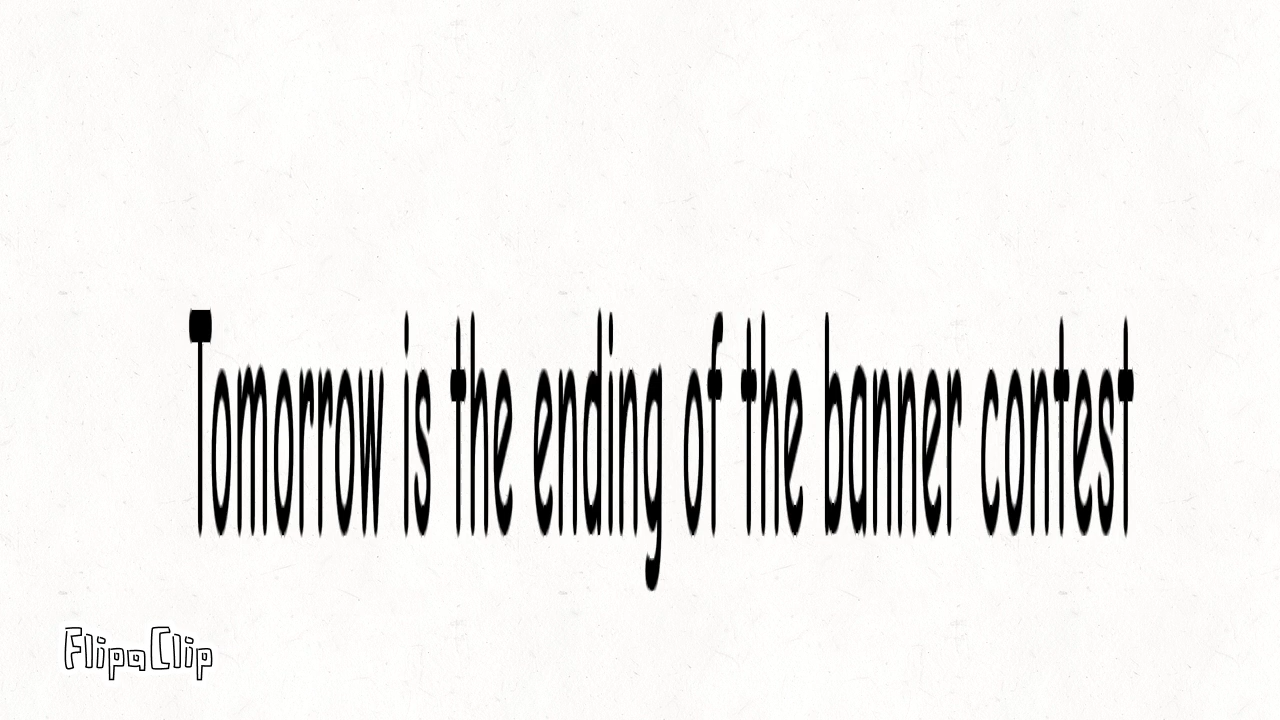 Tomorrow is the ending of the banner contest
FlipaClip